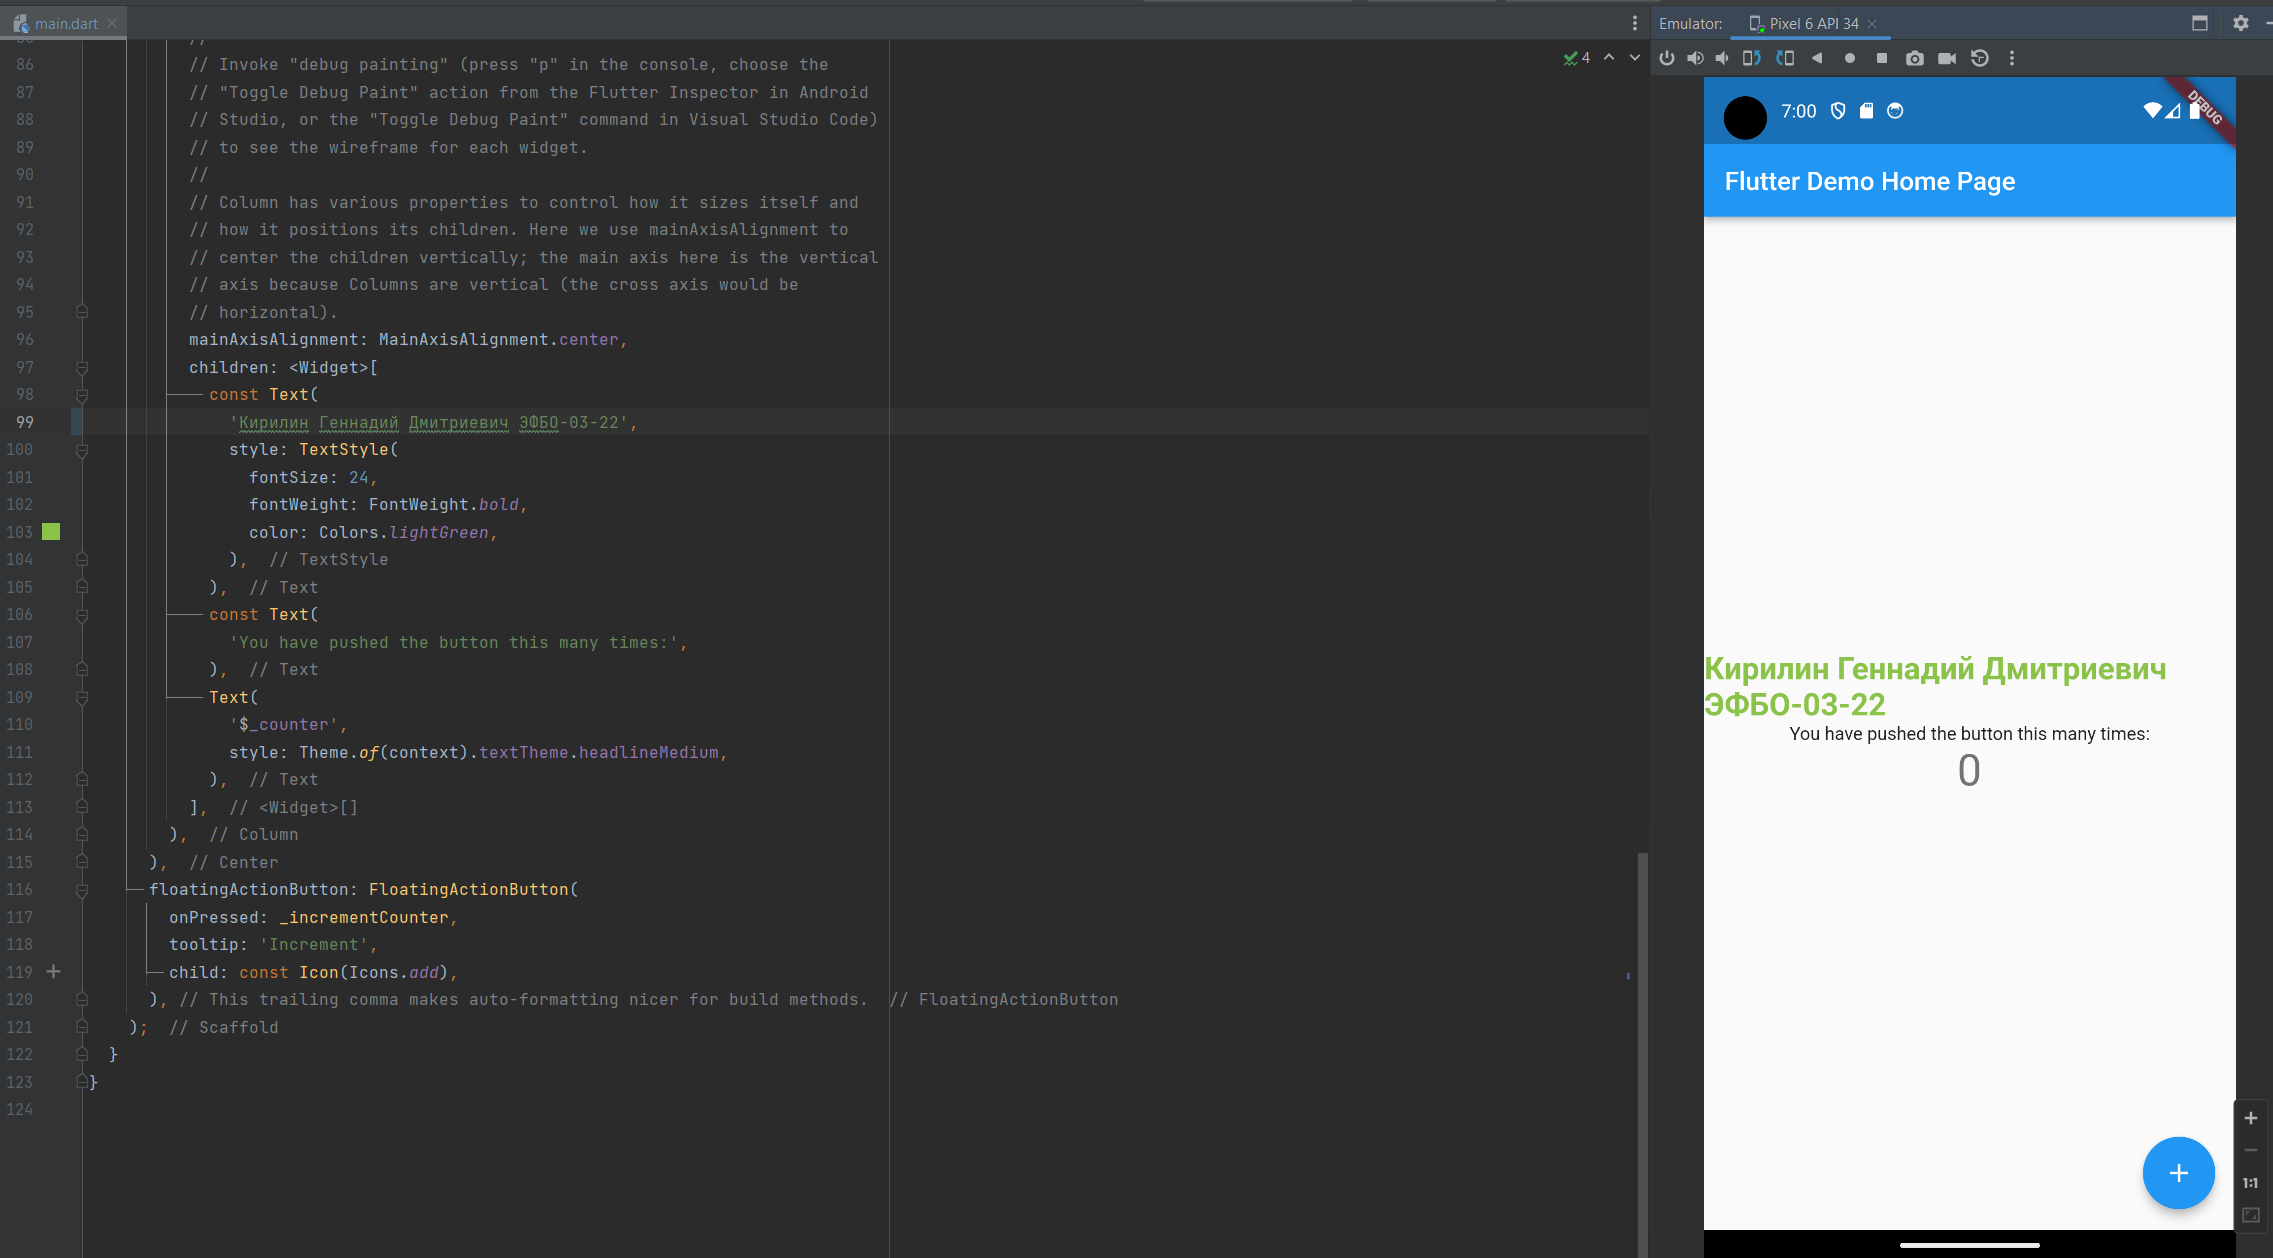 main.dart
Emulator:
Pixel 6 API 34
4
86 // Invoke "debug painting" (press "p" in the console, choose the
87 // "Toggle Debug Paint" action from the Flutter Inspector in Android
88 // Studio, or the "Toggle Debug Paint" command in Visual Studio Code)
89 // to see the wireframe for each widget.
90 //
91 // Column has various properties to control how it sizes itself and
92 // how it positions its children. Here we use mainAxisAlignment to
93 // center the children vertically; the main axis here is the vertical
94 // axis because Columns are vertical (the cross axis would be
95 // horizontal).
96 mainAxisAlignment: MainAxisAlignment.center,
97 children: <Widget>[
98 const Text(
99 'Кирилин Геннадий Дмитриевич ЭФБО-03-22',
100 style: TextStyle(
101 fontSize: 24,
102 fontWeight: FontWeight.bold,
103 color: Colors.lightGreen,
104 ), // TextStyle
105 ), // Text
106 const Text(
107 'You have pushed the button this many times:',
108 ), // Text
109 Text(
110 '$_counter',
111 style: Theme.of(context).textTheme.headlineMedium,
112 ), // Text
113 ], // <Widget>[]
114 ), // Column
115 ), // Center
116 floatingActionButton: FloatingActionButton(
117 onPressed: _incrementCounter,
118 tooltip: 'Increment',
119 child: const Icon(Icons.add),
120 ), // This trailing comma makes auto-formatting nicer for build methods. // FloatingActionButton
121 ); // Scaffold
122 }
123 }
124
7:00
DEBUG
Flutter Demo Home Page
Кирилин Геннадий Дмитриевич
ЭФБО-03-22
You have pushed the button this many times:
0
+
1:1